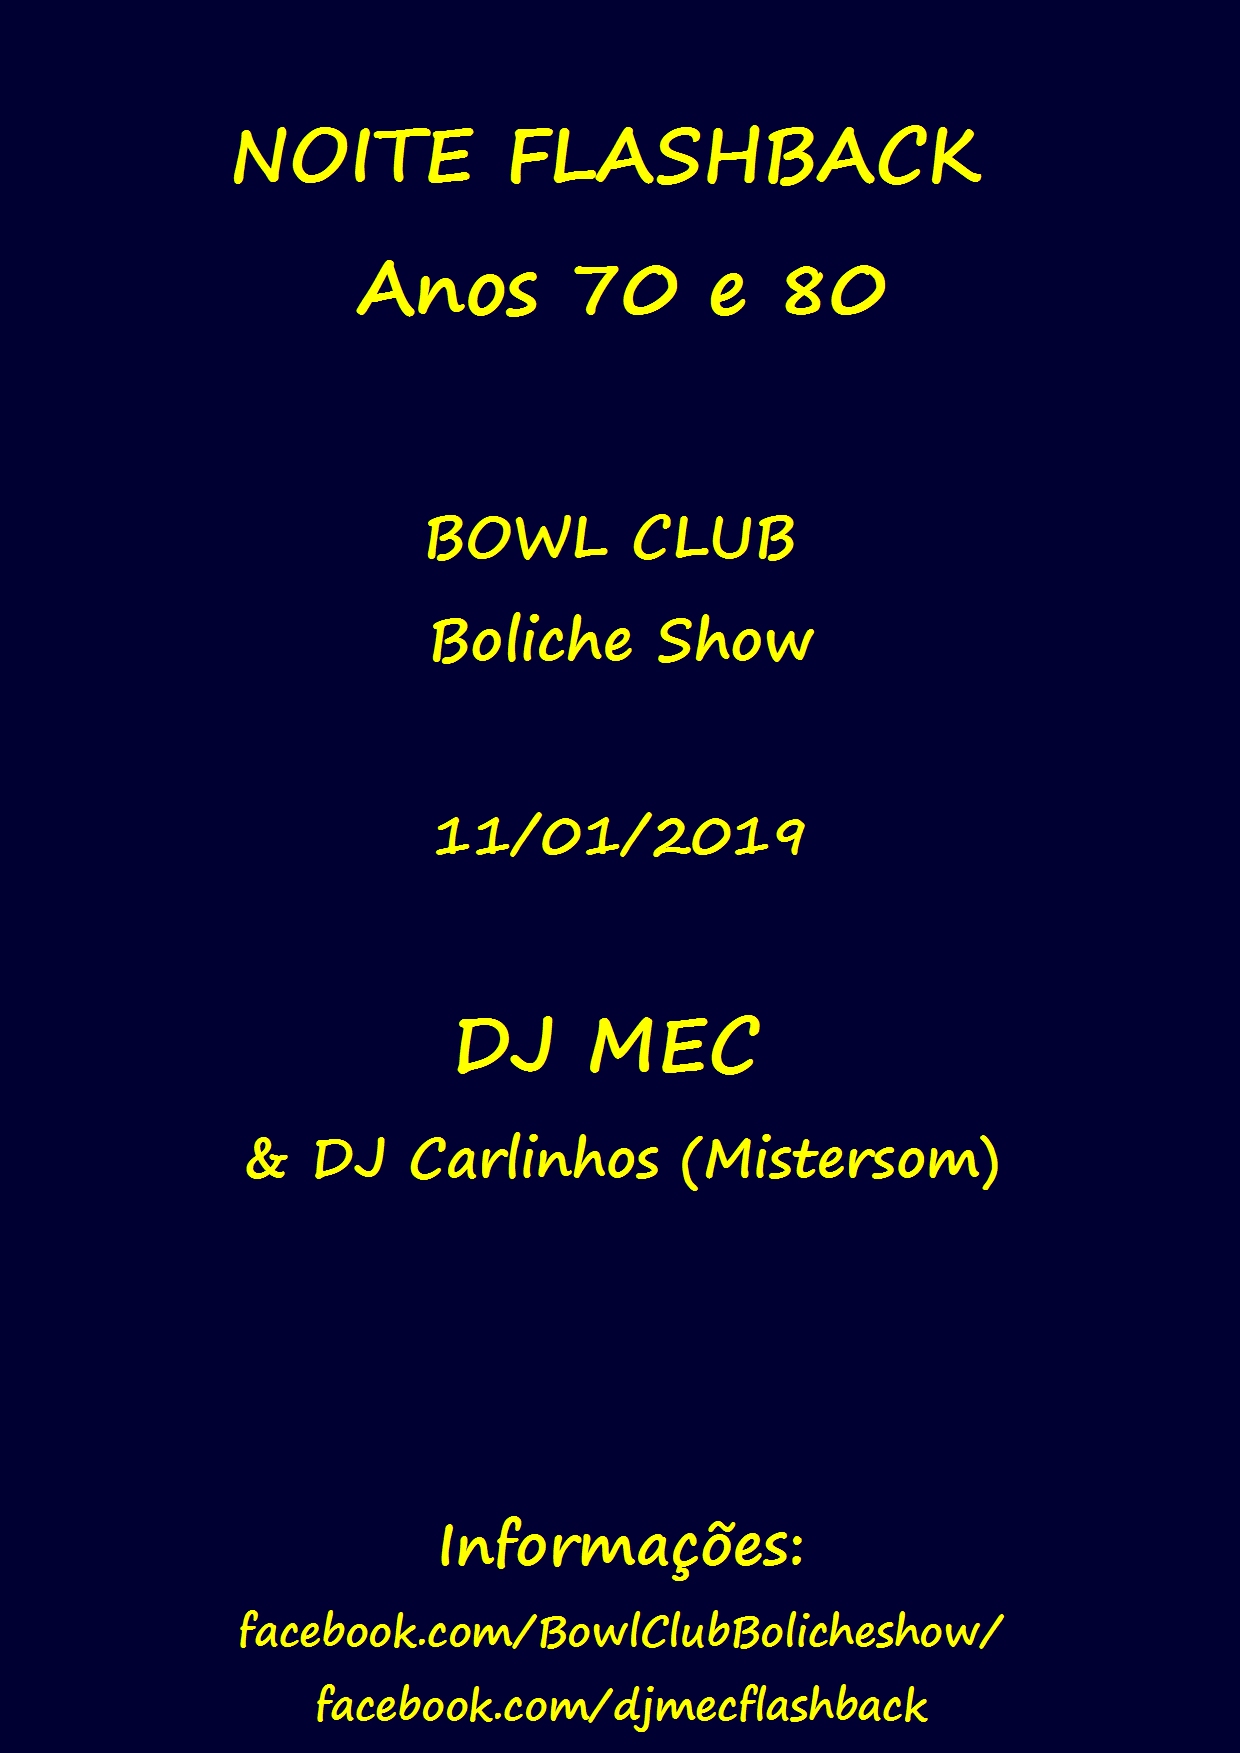 NOITE FLASHBACK
Anos 70 e 80
BOWL CLUB
Boliche Show
11/01/2019
DJ MEC
& DJ Carlinhos (Mistersom)
Informações:
facebook.com/BowlClubBolicheshow/
facebook.com/djmecflashback